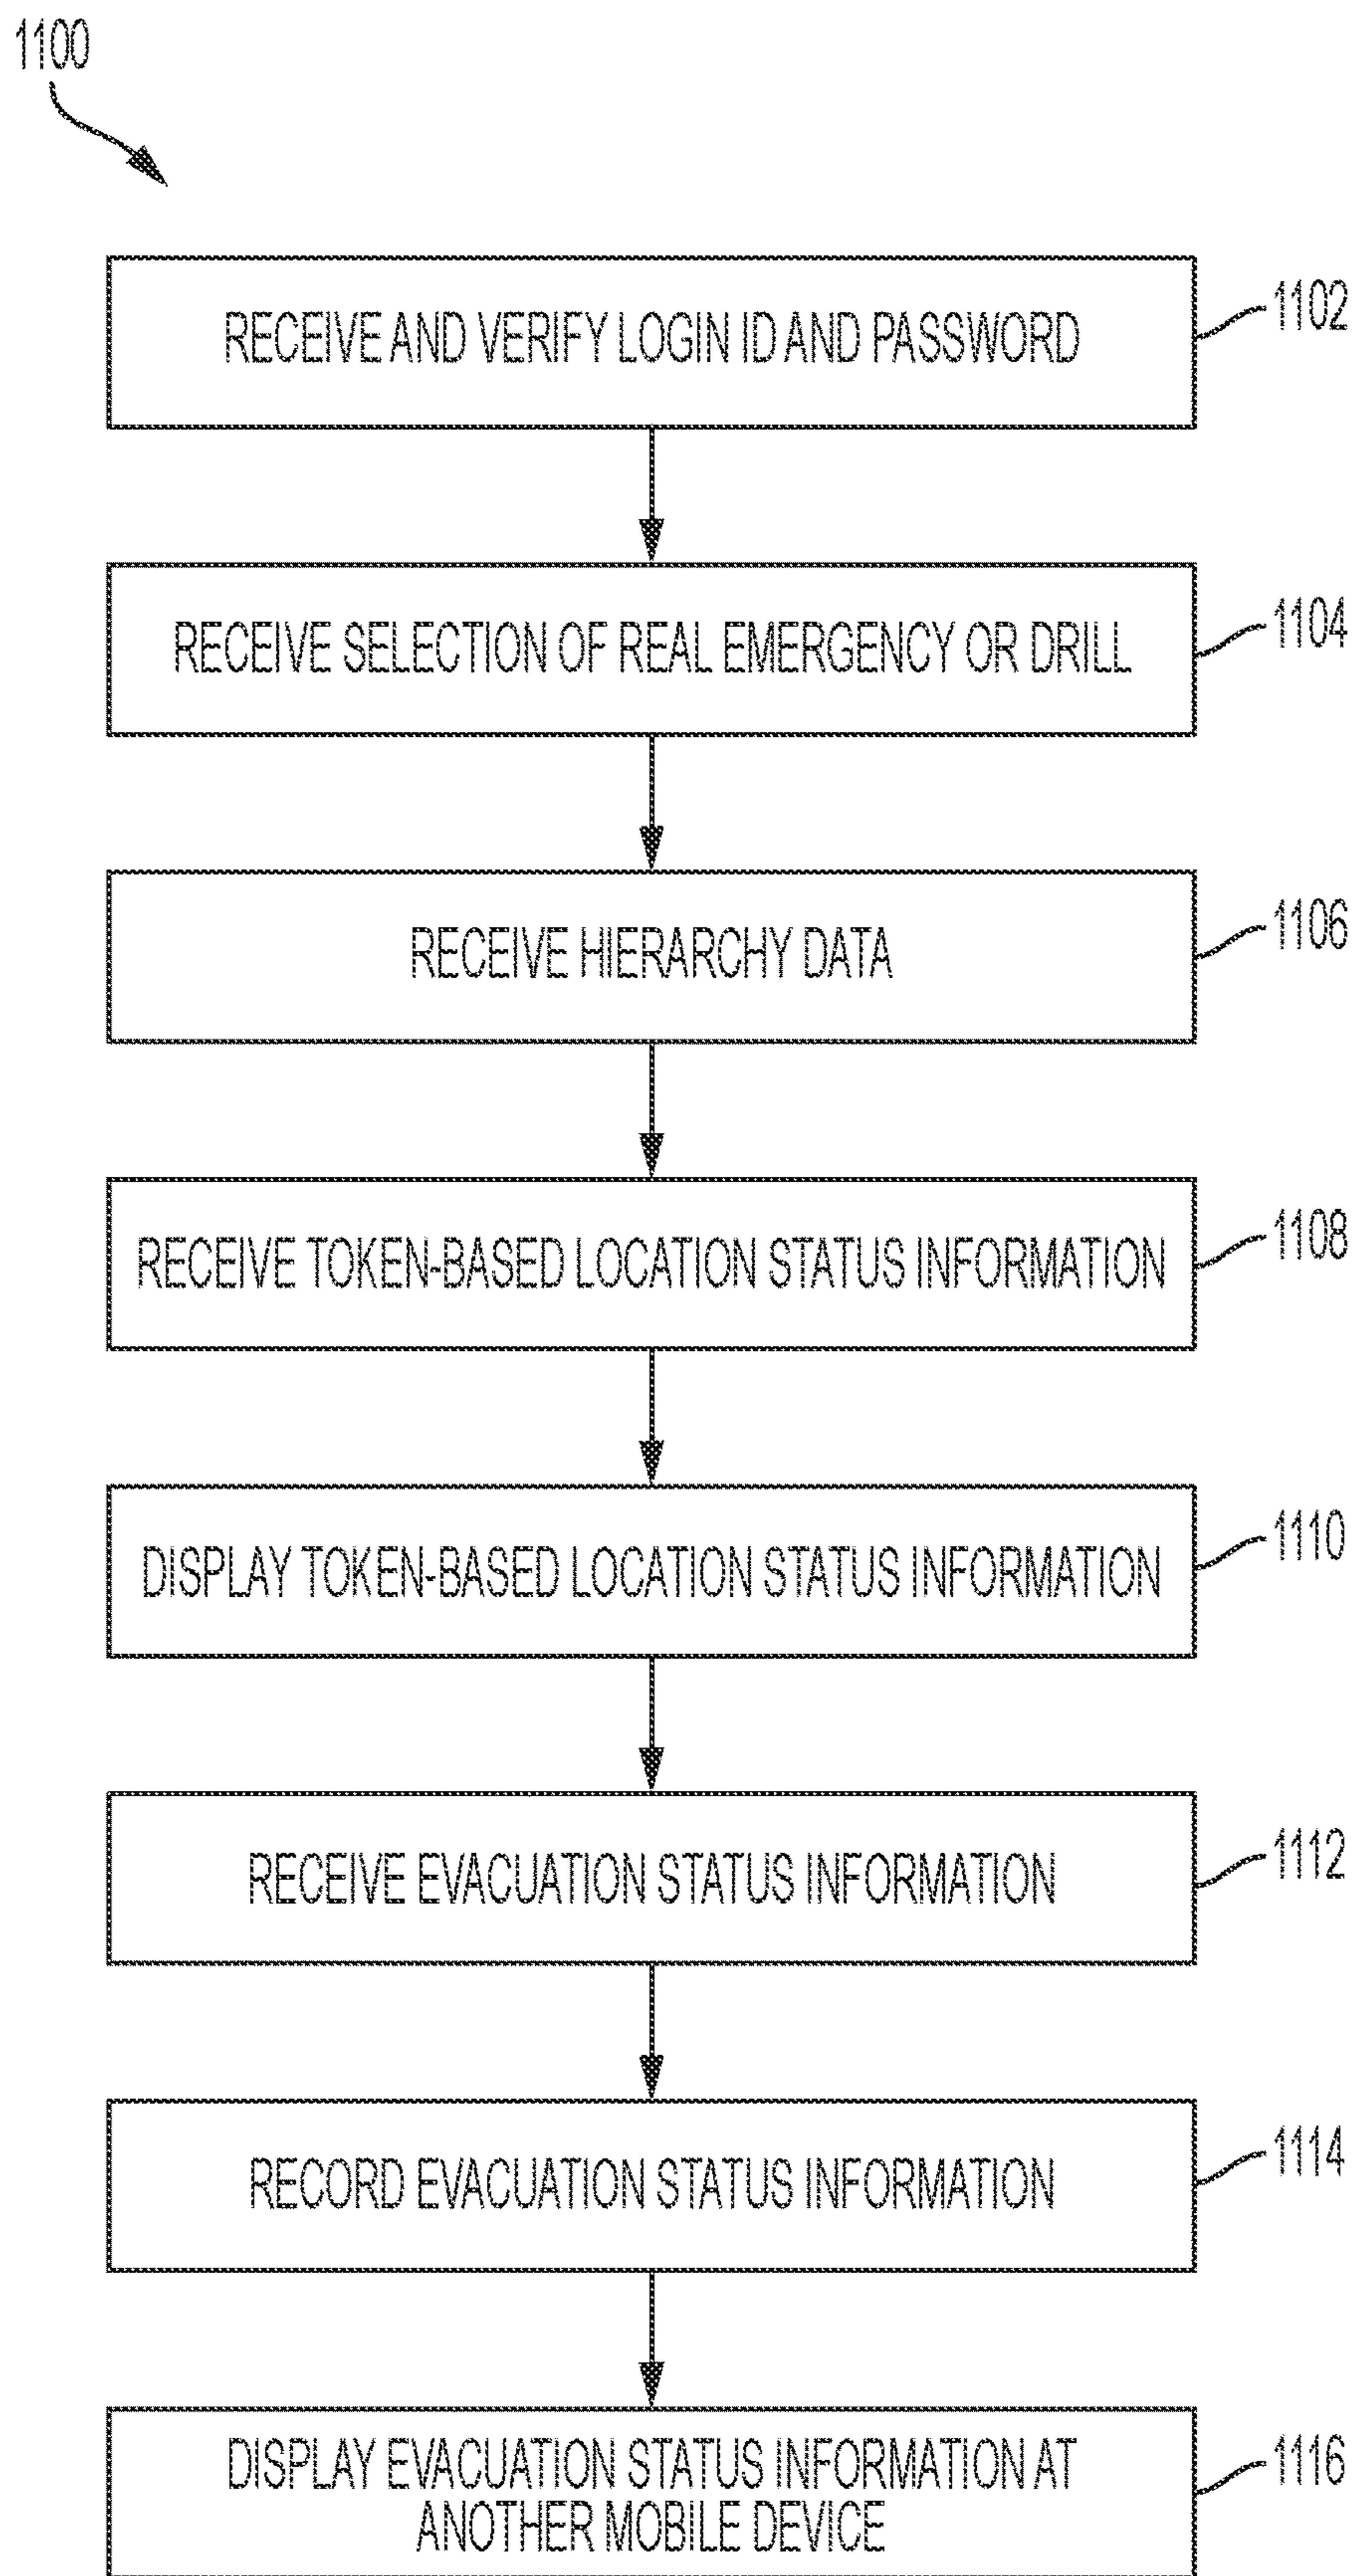 1100
RECEIVE AND VERIFY LOGIN ID AND PASSWORD
1102
RECEIVE SELECTION OF REAL EMERGENCY OR DRILL
1104
RECEIVE HIERARCHY DATA
1106
RECEIVE TOKEN-BASED LOCATION STATUS INFORMATION
1108
DISPLAY TOKEN-BASED LOCATION STATUS INFORMATION
1110
RECEIVE EVACUATION STATUS INFORMATION
1112
RECORD EVACUATION STATUS INFORMATION
1114
DISPLAY EVACUATION STATUS INFORMATION AT
ANOTHER MOBILE DEVICE
1116